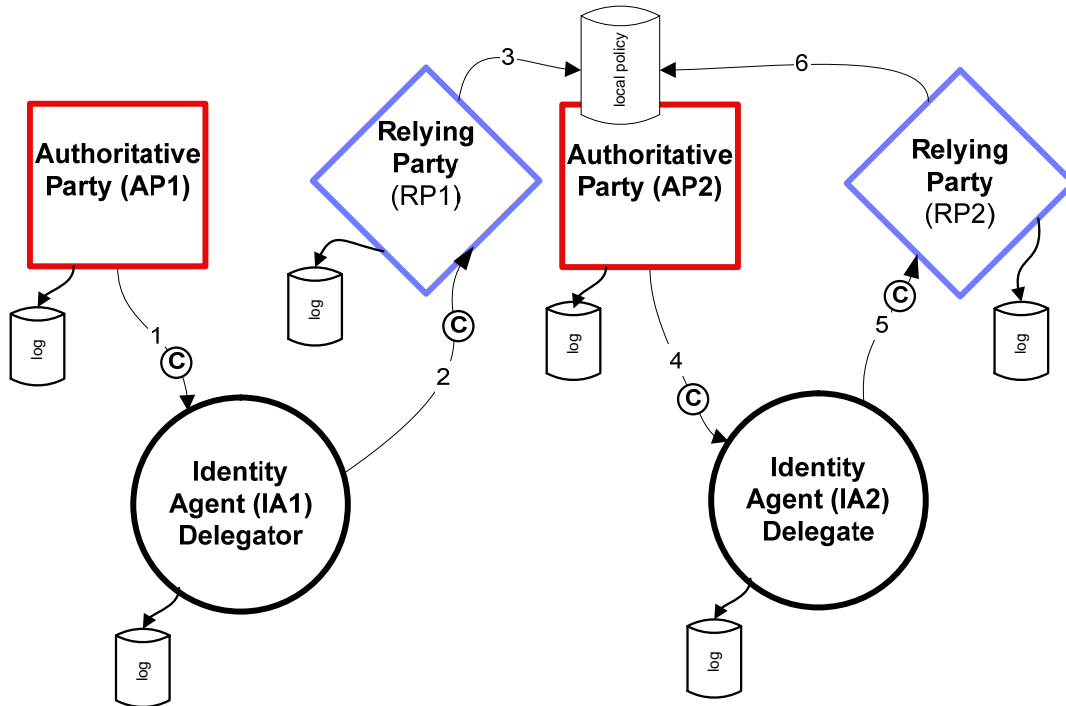 3
local policy
6
Authoritative
Party (AP1)
Relying
Party
(RP1)
Authoritative
Party (AP2)
Relying
Party
(RP2)
log
1
C
log
C
2
log
4
C
C
5
log
Identity
Agent (IA1)
Delegator
Identity
Agent (IA2)
Delegate
log
log